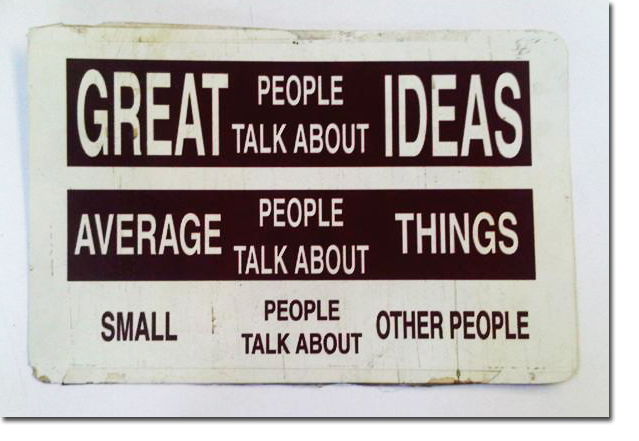 GREAT PEOPLE TALK ABOUT IDEAS
AVERAGE PEOPLE TALK ABOUT THINGS
SMALL PEOPLE TALK ABOUT OTHER PEOPLE